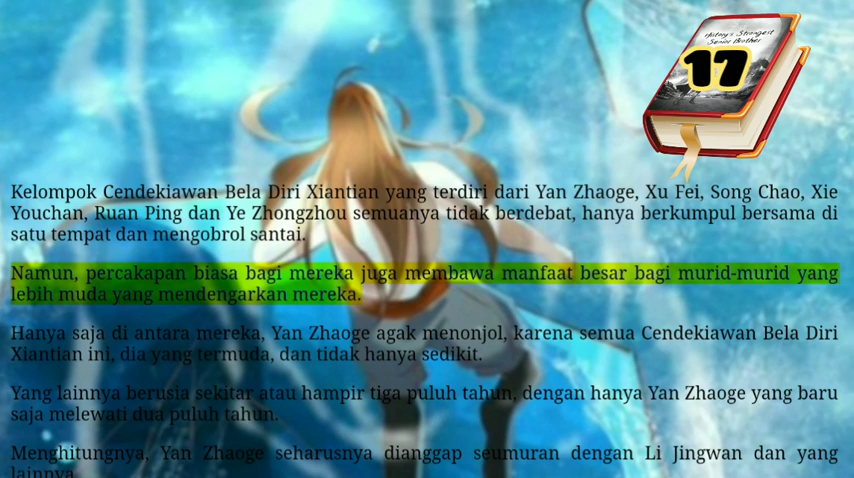 History's Strongest
Senior Brother
17
Kelompok Cendekiawan Bela Diri Xiantian yang terdiri dari Yan Zhaoge, Xu Fei, Song Chao, Xie
Youchan, Ruan Ping dan Ye Zhongzhou semuanya tidak berdebat, hanya berkumpul bersama di
satu tempat dan mengobrol santai.
Namun, percakapan biasa bagi mereka juga membawa manfaat besar bagi murid-murid yang
lebih muda yang mendengarkan mereka.
Hanya saja di antara mereka, Yan Zhaoge agak menonjol, karena semua Cendekiawan Bela Diri
Xiantian ini, dia yang termuda, dan tidak hanya sedikit.
Yang lainnya berusia sekitar atau hampir tiga puluh tahun, dengan hanya Yan Zhaoge yang baru
saja melewati dua puluh tahun.
Menghitungnya, Yan Zhaoge seharusnya dianggap seumuran dengan Li Jingwan dan yang
lainnya.